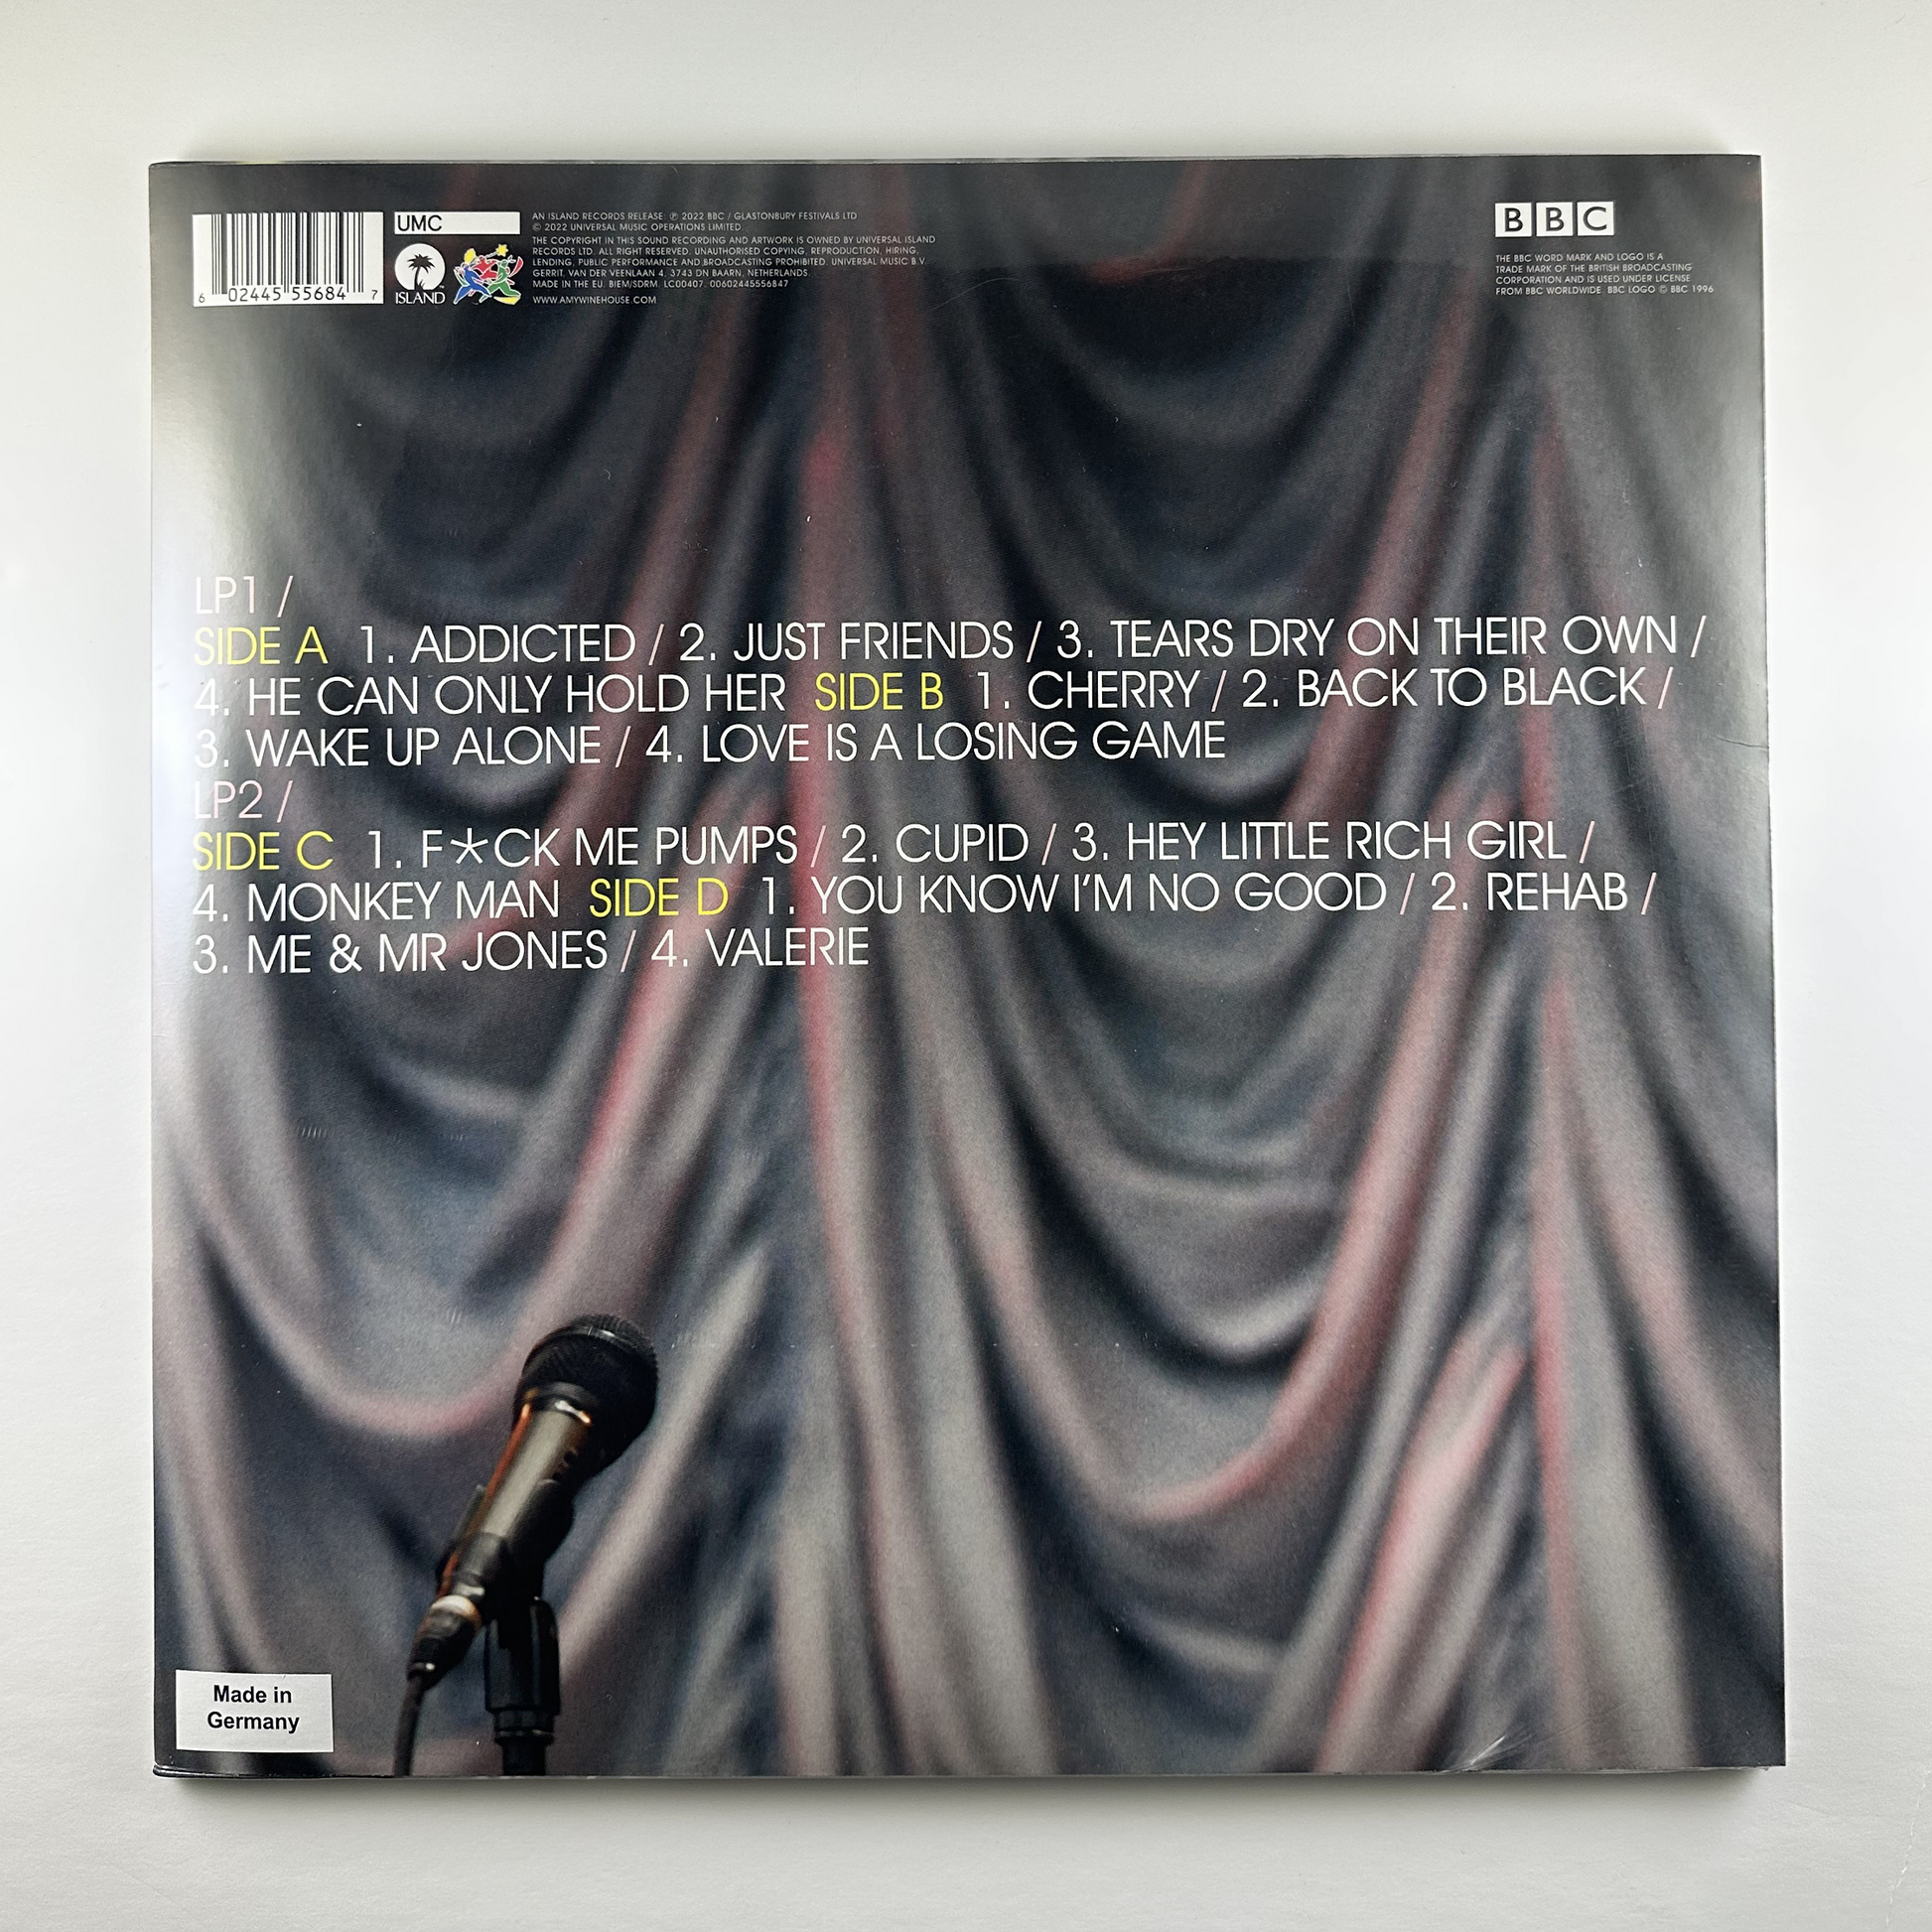 6 02445 55684 7
UMC
ISLAND
AN ISLAND RECORDS RELEASE ℗ 2022 BBC / GLASTONBURY FESTIVALS LTD
© 2022 UNIVERSAL MUSIC OPERATIONS LIMITED
THE COPYRIGHT IN THIS SOUND RECORDING AND ARTWORK IS OWNED BY UNIVERSAL ISLAND
RECORDS LTD. ALL RIGHT RESERVED. UNAUTHORISED COPYING, REPRODUCTION, HIRING,
LENDING, PUBLIC PERFORMANCE AND BROADCASTING PROHIBITED. UNIVERSAL MUSIC B.V.
GERRIT, VAN DER VEENLAAN 4, 3743 DN BAARN, NETHERLANDS.
MADE IN THE EU. BIEM/SDRM. LC00407. 00602445556847
WWW.AMYWINEHOUSE.COM
BBC
THE BBC WORD MARK AND LOGO IS A
TRADE MARK OF THE BRITISH BROADCASTING
CORPORATION AND IS USED UNDER LICENSE
FROM BBC WORLDWIDE. BBC LOGO © BBC 1996
LP1 /
SIDE A 1. ADDICTED / 2. JUST FRIENDS / 3. TEARS DRY ON THEIR OWN /
4. HE CAN ONLY HOLD HER SIDE B 1. CHERRY / 2. BACK TO BLACK /
3. WAKE UP ALONE / 4. LOVE IS A LOSING GAME
LP2 /
SIDE C 1. F*CK ME PUMPS / 2. CUPID / 3. HEY LITTLE RICH GIRL /
4. MONKEY MAN SIDE D 1. YOU KNOW I'M NO GOOD / 2. REHAB /
3. ME & MR JONES / 4. VALERIE
Made in
Germany